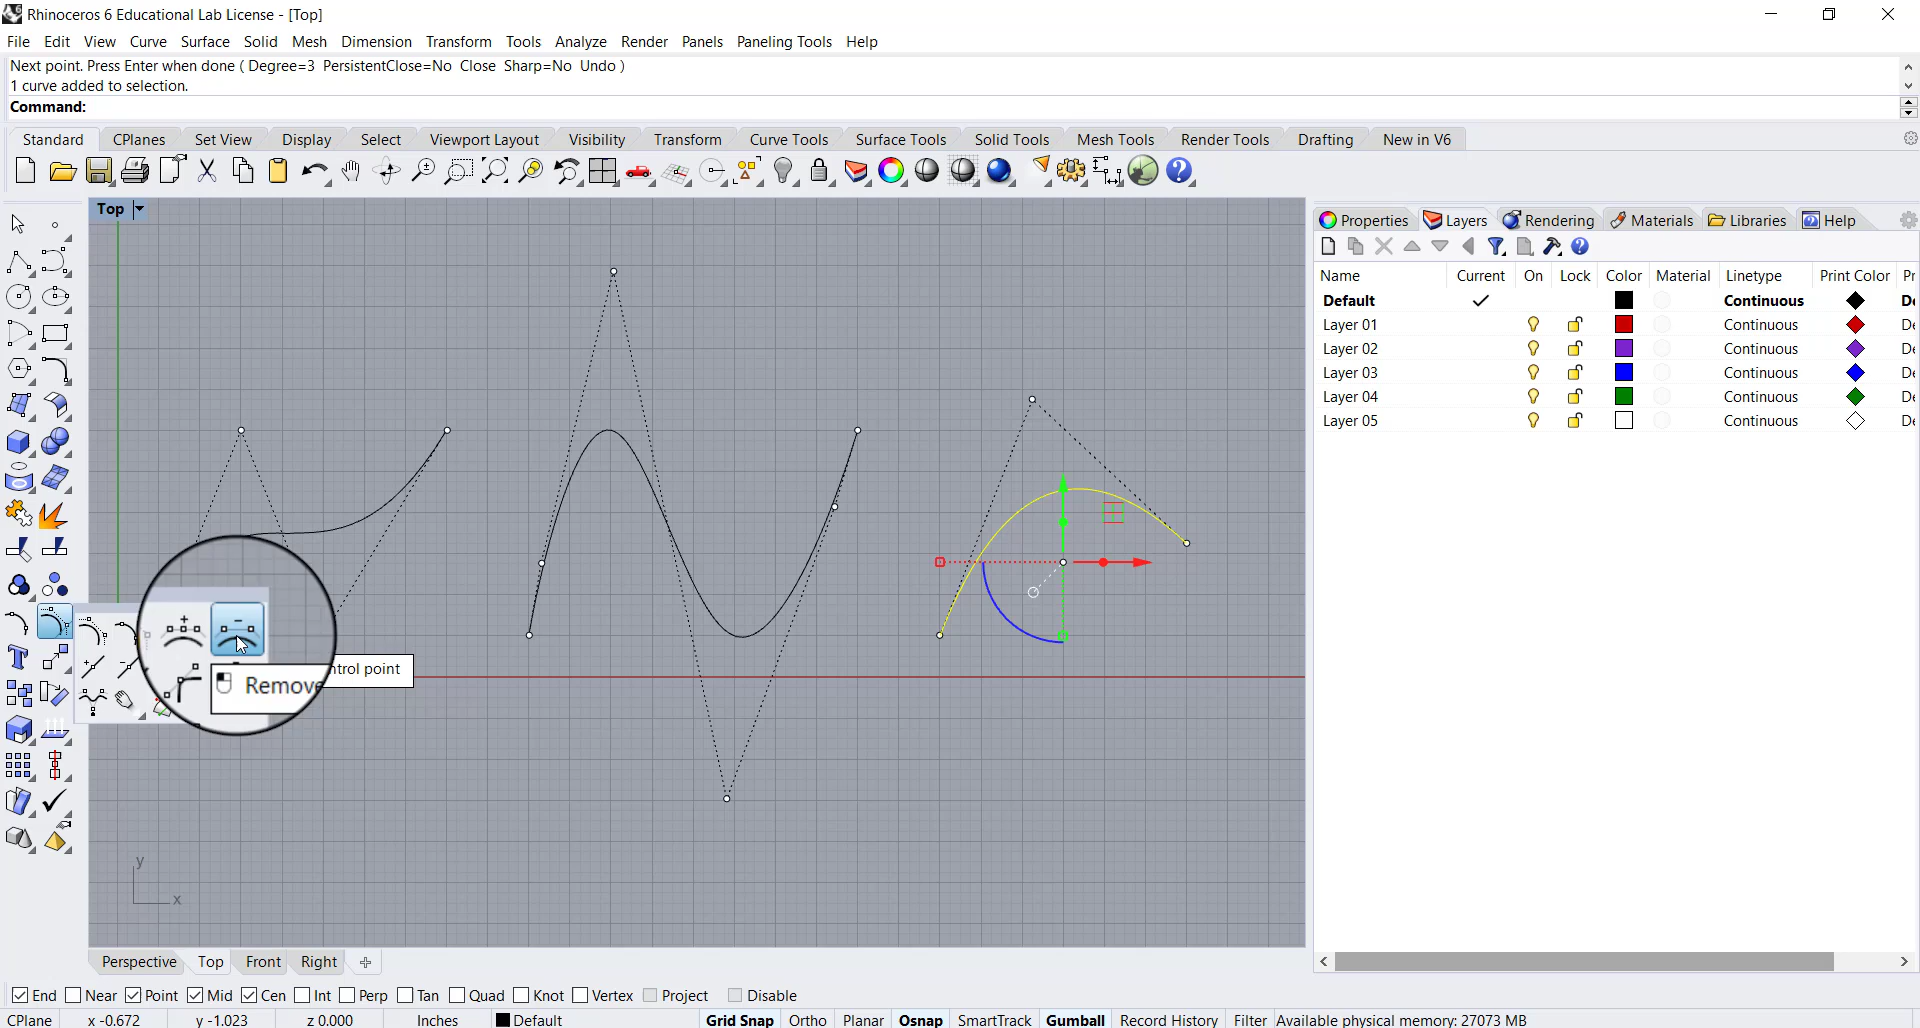 Rhinoceros 6 Educational Lab License - [Top]
File Edit View Curve Surface Solid Mesh Dimension Transform Tools Analyze Render Panels Paneling Tools Help
Next point. Press Enter when done ( Degree=3 PersistentClose=No Close Sharp=No Undo )
1 curve added to selection.
Command:
Standard CPlanes Set View Display Select Viewport Layout Visibility Transform Curve Tools Surface Tools Solid Tools Mesh Tools Render Tools Drafting New in V6
Top
Properties Layers Rendering Materials Libraries Help
Name Current On Lock Color Material Linetype Print Color
Default Continuous
Layer 01 Continuous
Layer 02 Continuous
Layer 03 Continuous
Layer 04 Continuous
Layer 05 Continuous
Remove
ntrol point
y
x
Perspective Top Front Right
End Near Point Mid Cen Int Perp Tan Quad Knot Vertex Project Disable
CPlane x -0.672 y -1.023 z 0.000 Inches Default Grid Snap Ortho Planar Osnap SmartTrack Gumball Record History Filter Available physical memory: 27073 MB